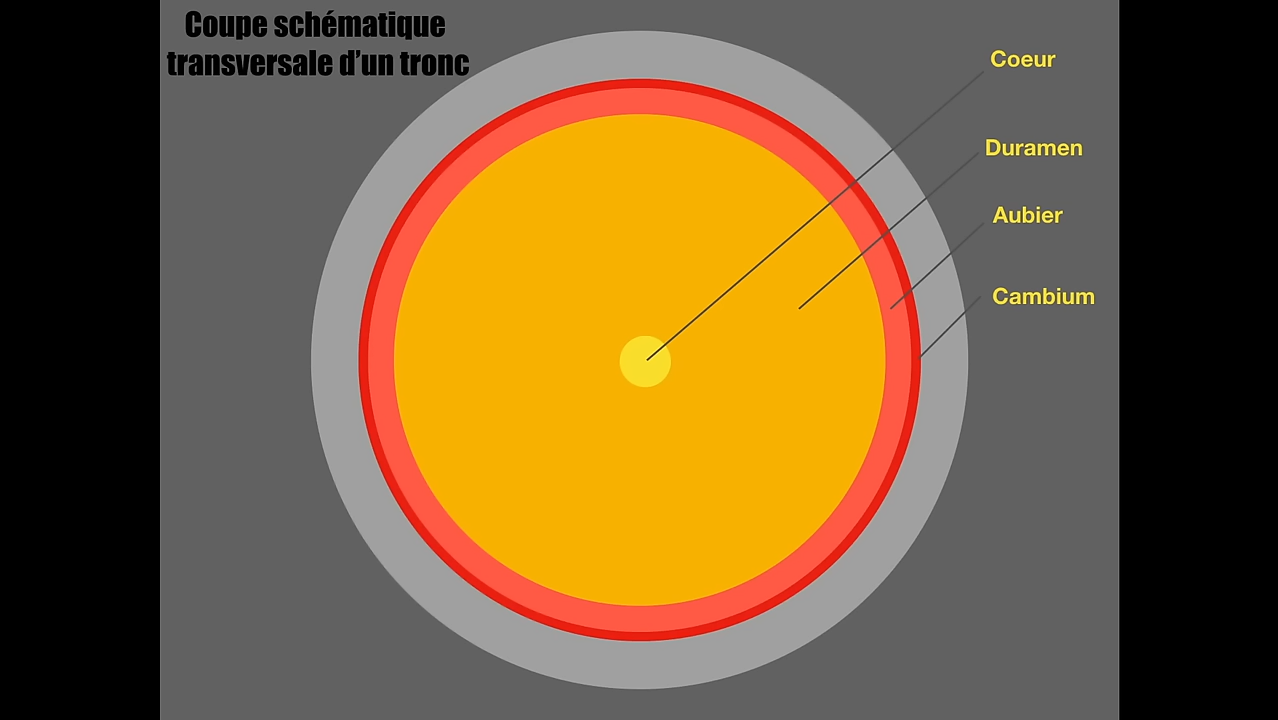 Coupe schématique
transversale d’un tronc
Coeur
Duramen
Aubier
Cambium